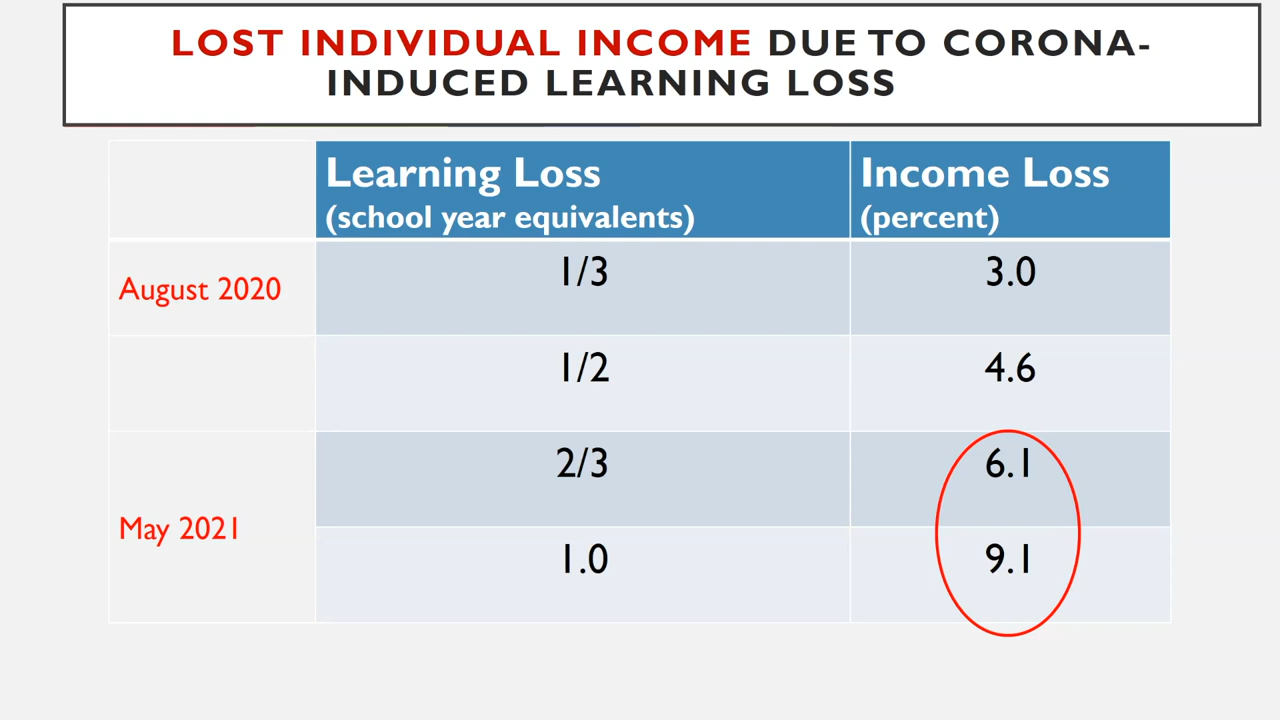 LOST INDIVIDUAL INCOME DUE TO CORONA-
INDUCED LEARNING LOSS
Learning Loss
(school year equivalents)
Income Loss
(percent)
August 2020
1/3
3.0
1/2
4.6
May 2021
2/3
6.1
1.0
9.1